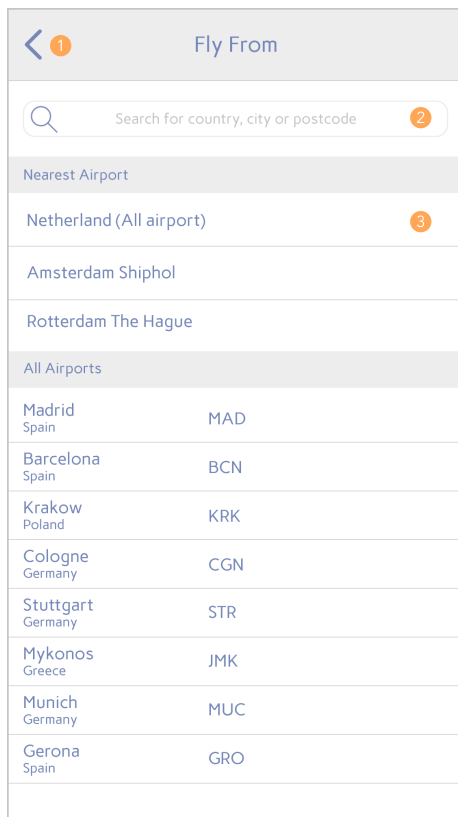 1 Fly From
Search for country, city or postcode 2
Nearest Airport
Netherland (All airport) 3
Amsterdam Shiphol
Rotterdam The Hague
All Airports
Madrid
Spain
MAD
Barcelona
Spain
BCN
Krakow
Poland
KRK
Cologne
Germany
CGN
Stuttgart
Germany
STR
Mykonos
Greece
JMK
Munich
Germany
MUC
Gerona
Spain
GRO